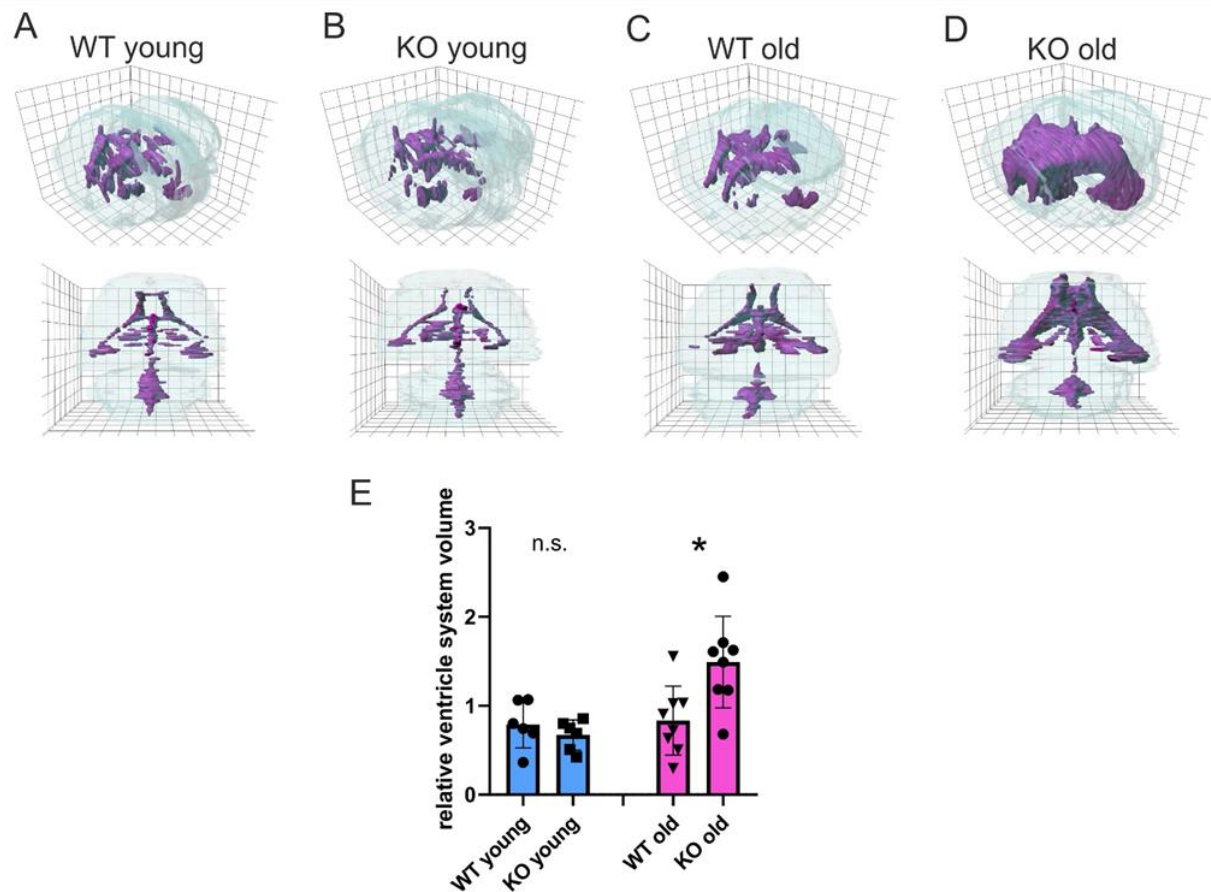 A
WT young
B
KO young
C
WT old
D
KO old
E
relative ventricle system volume
3
2
1
0
n.s.
*
WT young
KO young
WT old
KO old